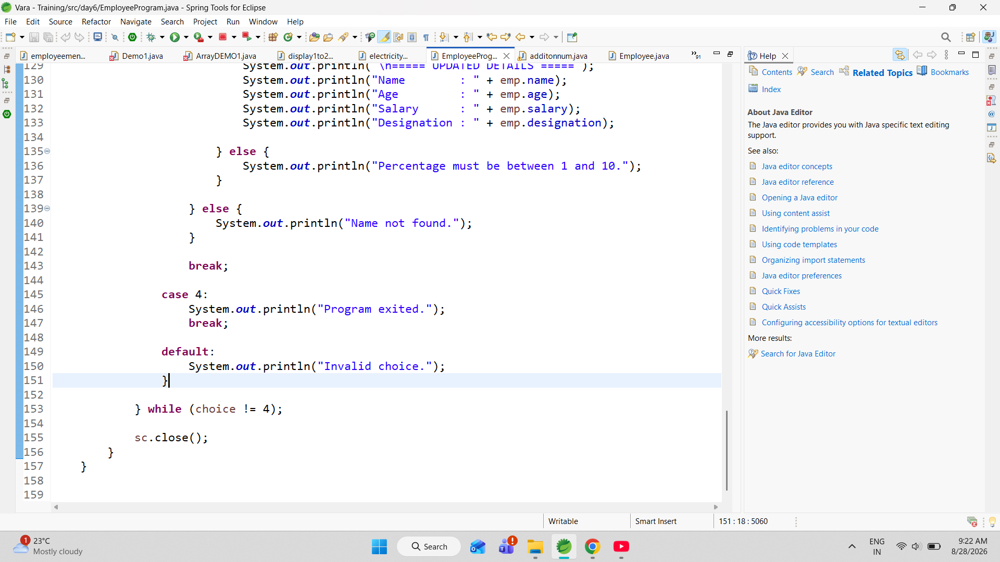 Vara - Training/src/day6/EmployeeProgram.java - Spring Tools for Eclipse
File Edit Source Refactor Navigate Search Project Run Window Help
employeemen... Demo1.java ArrayDEMO1.java display1to2... electricity... EmployeeProg... additonnum.java Employee.java »91
129 System.out.println("\n===== UPDATED DETAILS =====");
130 System.out.println("Name : " + emp.name);
131 System.out.println("Age : " + emp.age);
132 System.out.println("Salary : " + emp.salary);
133 System.out.println("Designation : " + emp.designation);
134
135 } else {
136 System.out.println("Percentage must be between 1 and 10.");
137 }
138
139 } else {
140 System.out.println("Name not found.");
141 }
142
143 break;
144
145 case 4:
146 System.out.println("Program exited.");
147 break;
148
149 default:
150 System.out.println("Invalid choice.");
151 }
152
153 } while (choice != 4);
154
155 sc.close();
156 }
157 }
158
159
Help
Contents Search Related Topics Bookmarks
Index
About Java Editor
The Java editor provides you with Java specific text editing
support.
See also:
Java editor concepts
Java editor reference
Opening a Java editor
Using content assist
Identifying problems in your code
Using code templates
Organizing import statements
Java editor preferences
Quick Fixes
Quick Assists
Configuring accessibility options for textual editors
More results:
Search for Java Editor
Writable Smart Insert 151 : 18 : 5060
1 23°C
Mostly cloudy
Search
ENG
IN
9:22 AM
8/28/2026